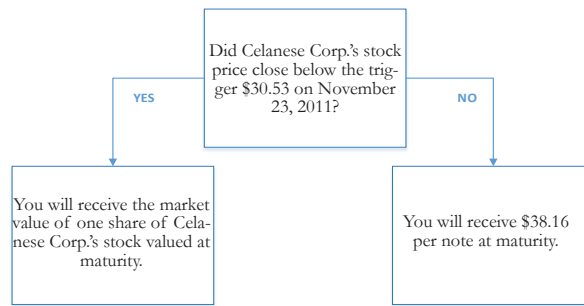 Did Celanese Corp.'s stock
price close below the trig-
ger $30.53 on November
23, 2011?
YES
NO
You will receive the market
value of one share of Cela-
nese Corp.'s stock valued at
maturity.
You will receive $38.16
per note at maturity.